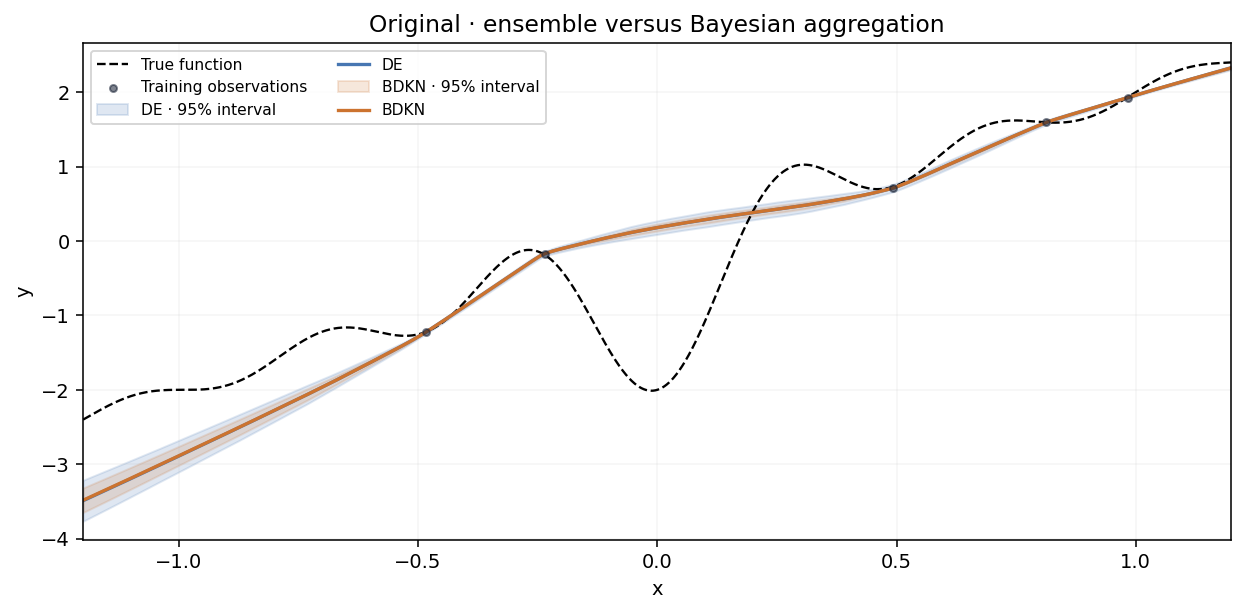 Original · ensemble versus Bayesian aggregation
True function
Training observations
DE · 95% interval
DE
BDKN · 95% interval
BDKN
2
1
0
−1
−2
−3
−4
y
−1.0 −0.5 0.0 0.5 1.0
x